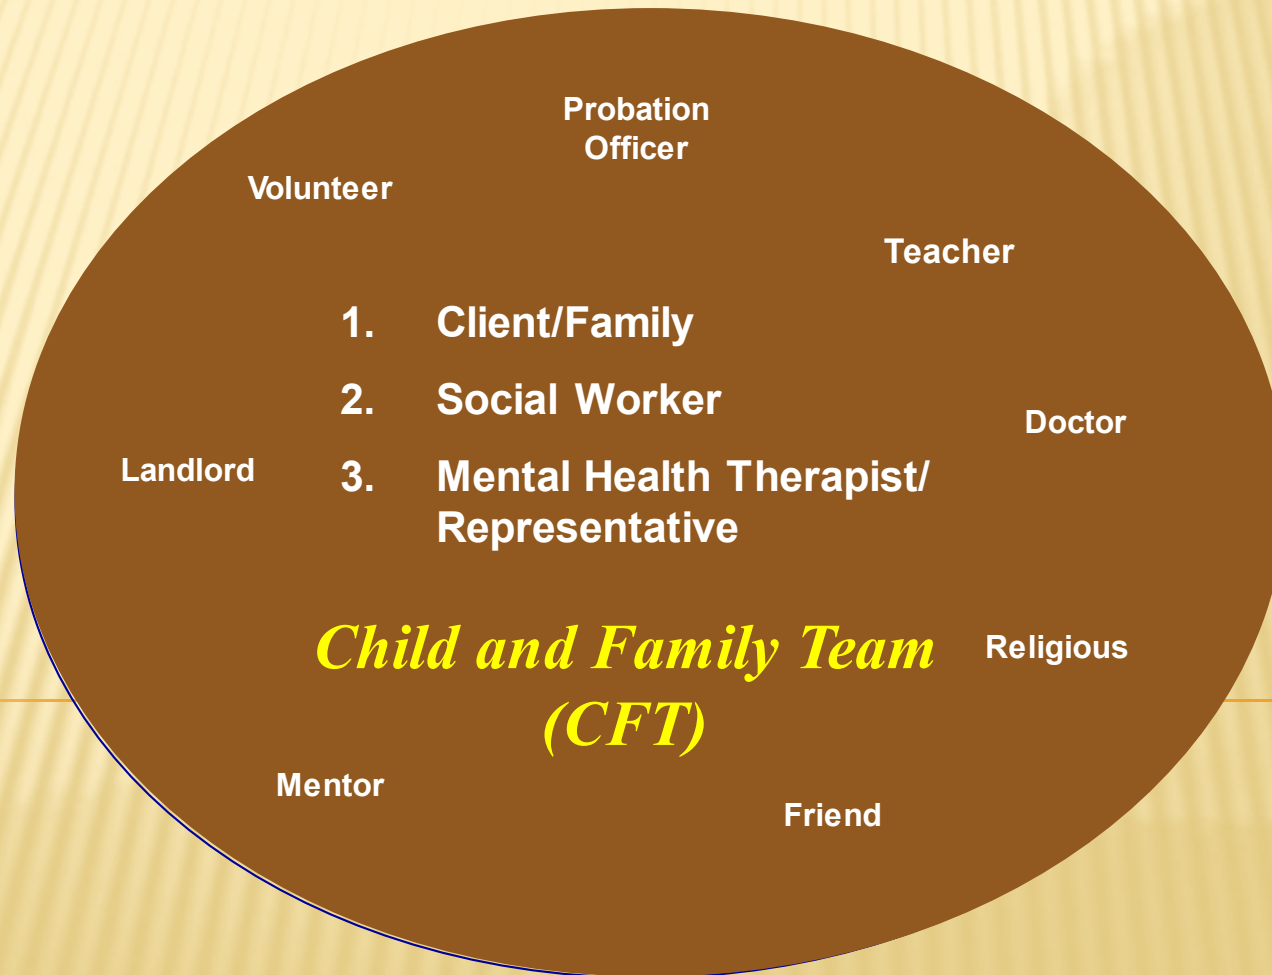 Probation
Officer
Volunteer
Teacher
1. Client/Family
2. Social Worker
Doctor
Landlord
3. Mental Health Therapist/
Representative
Child and Family Team
(CFT)
Religious
Mentor
Friend